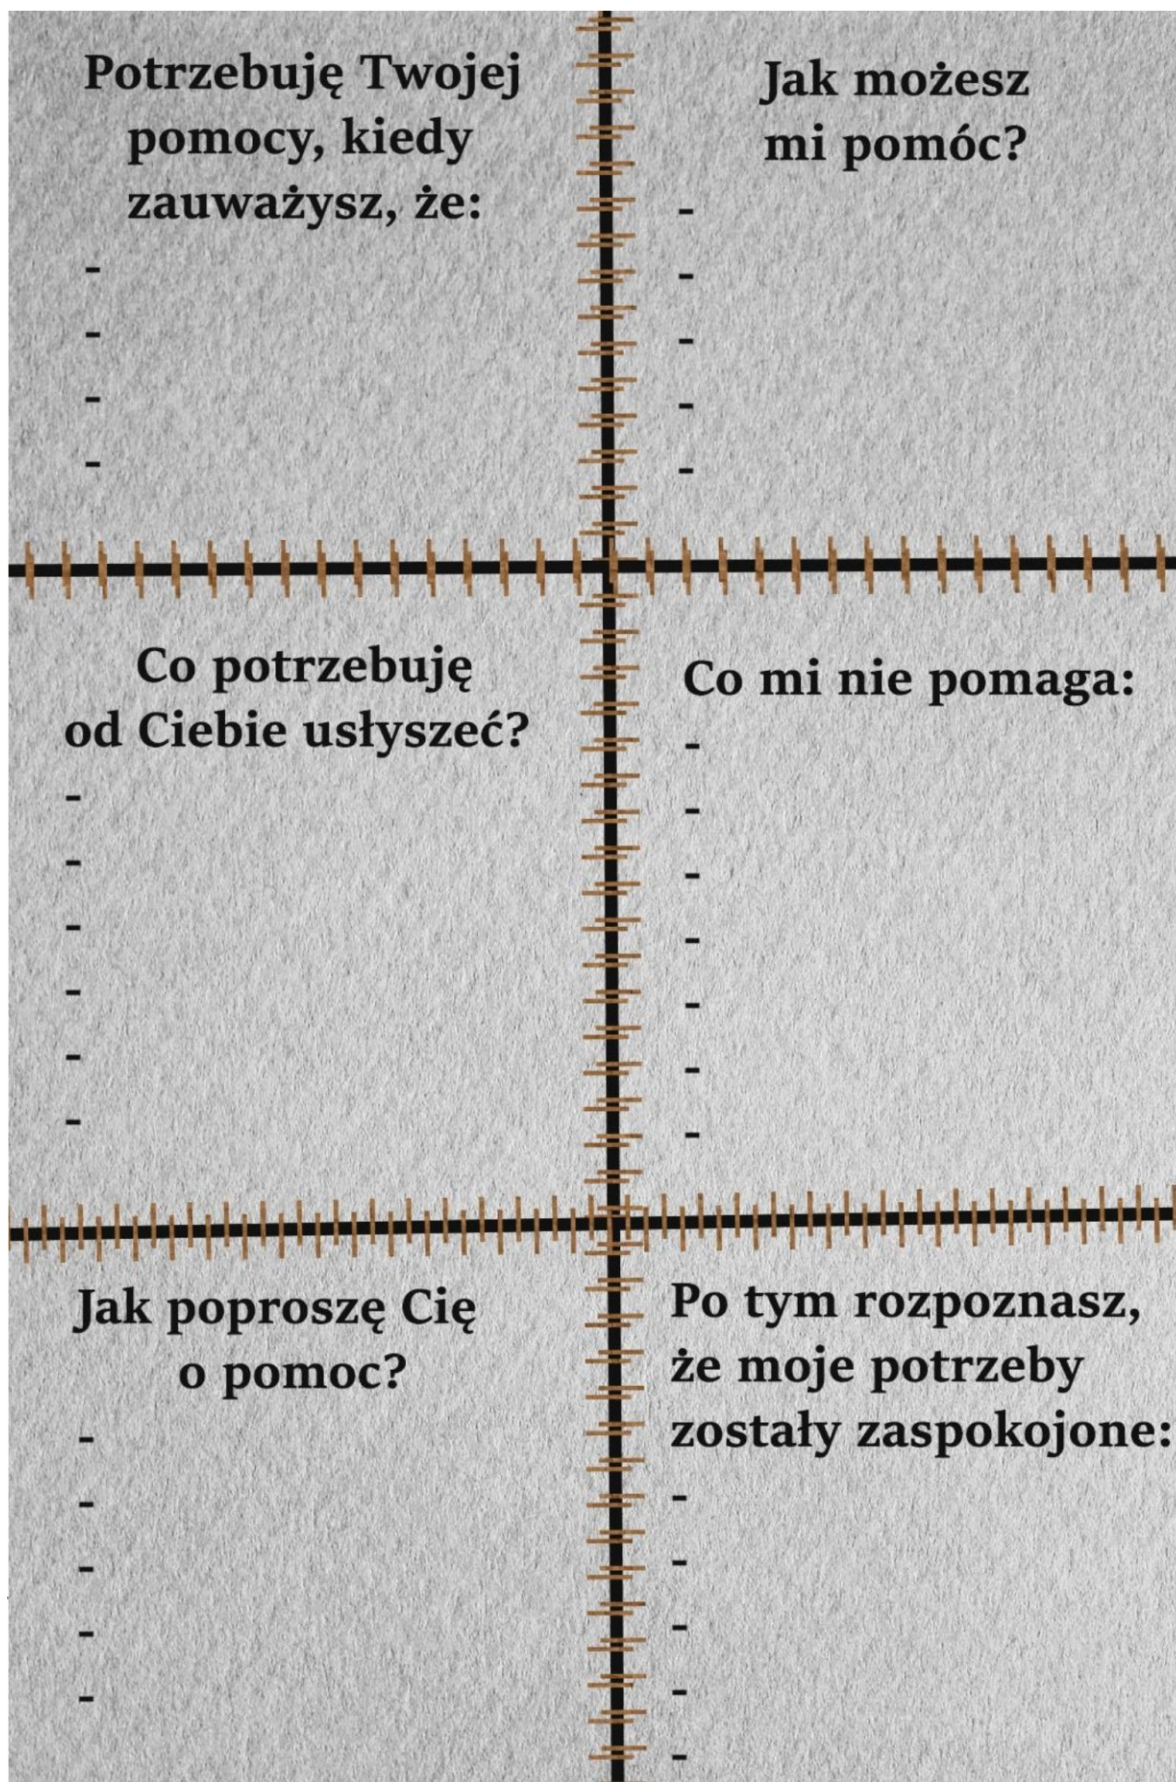 Potrzebuję Twojej
pomocy, kiedy
zauważysz, że:
-
-
-
-
Jak możesz
mi pomóc?
-
-
-
-
-
Co potrzebuję
od Ciebie usłyszeć?
-
-
-
-
-
-
Co mi nie pomaga:
-
-
-
-
-
-
-
Jak poproszę Cię
o pomoc?
-
-
-
-
-
Po tym rozpoznasz,
że moje potrzeby
zostały zaspokojone:
-
-
-
-
-